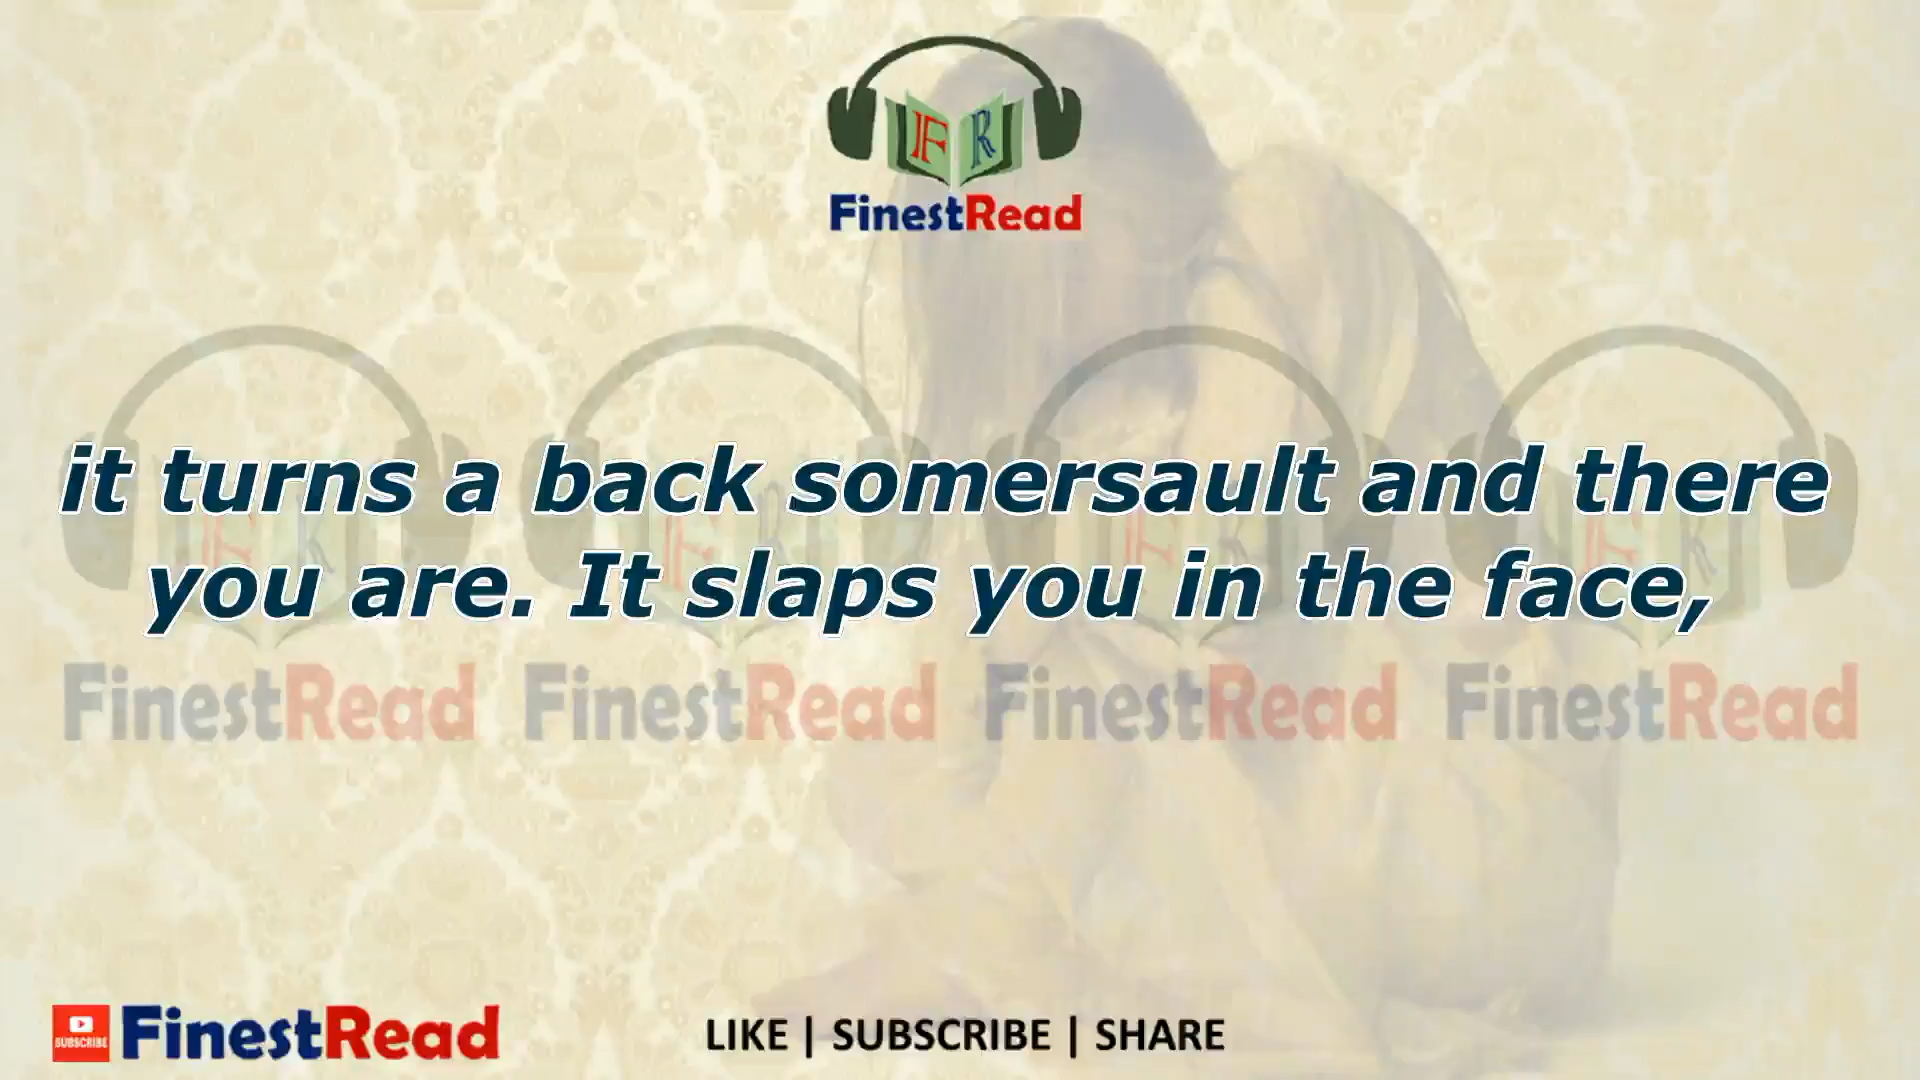 F R
FinestRead
it turns a back somersault and there
you are. It slaps you in the face,
F R F R F R F R
FinestRead FinestRead FinestRead FinestRead
SUBSCRIBE FinestRead
LIKE | SUBSCRIBE | SHARE